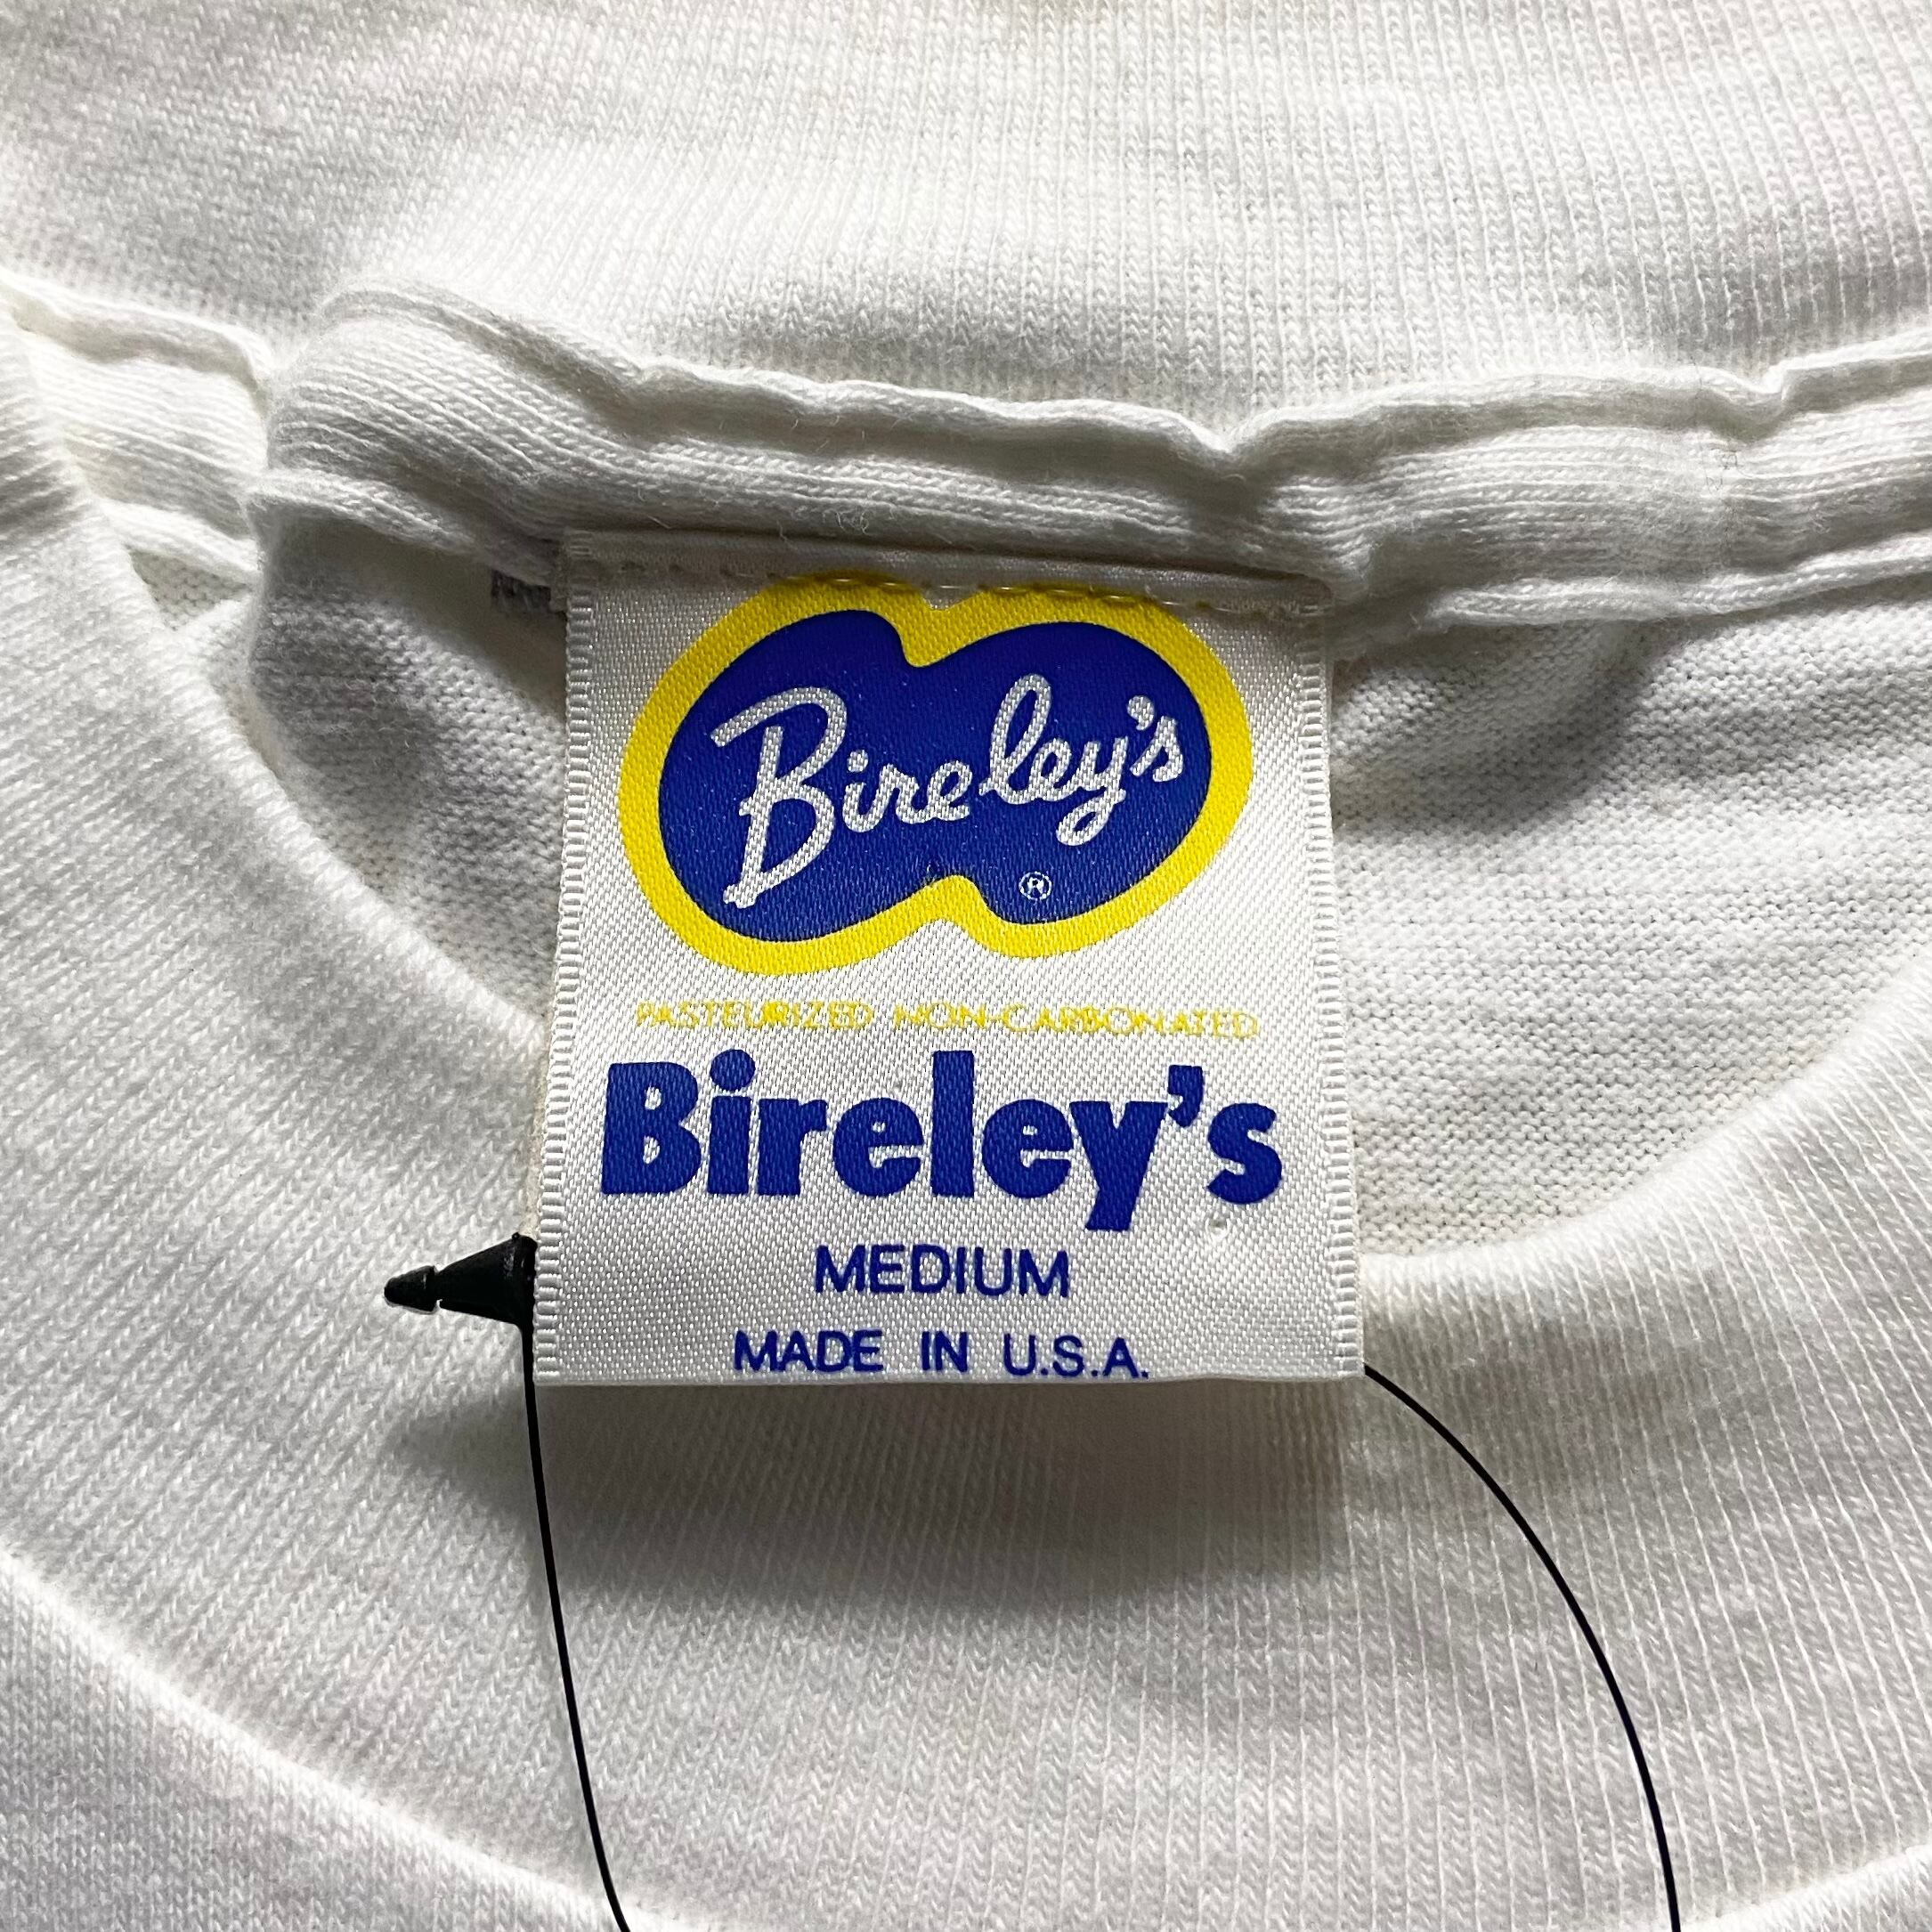 Bireley's
®
PASTEURIZED NON-CARBONATED
Bireley's
MEDIUM
MADE IN U.S.A.